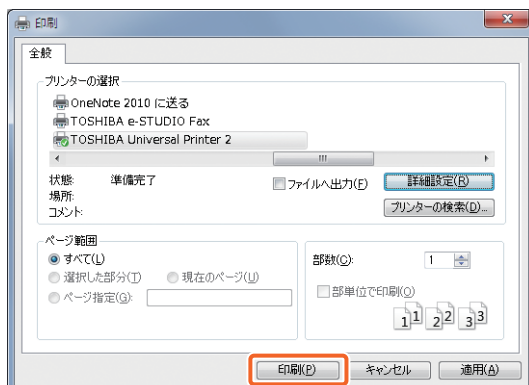 印刷
全般
プリンターの選択
OneNote 2010 に送る
TOSHIBA e-STUDIO Fax
TOSHIBA Universal Printer 2
状態: 準備完了
場所:
コメント:
ファイルへ出力(F)
詳細設定(R)
プリンターの検索(D)...
ページ範囲
すべて(L)
選択した部分(T) 現在のページ(U)
ページ指定(G):
部数(C): 1
部単位で印刷(O)
1 1 2 2 3 3
印刷(P) キャンセル 適用(A)